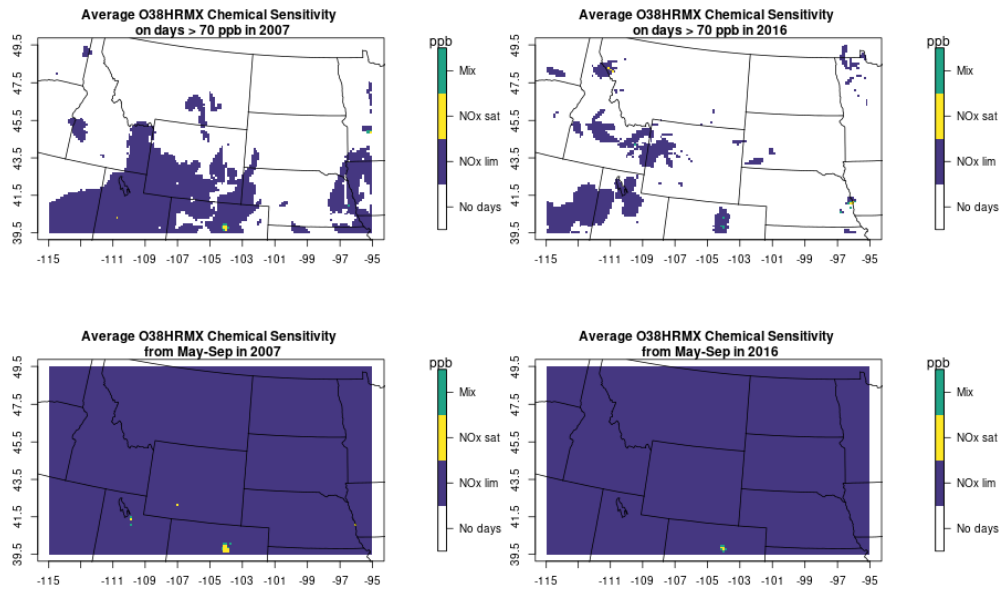 Average O38HRMX Chemical Sensitivity
on days > 70 ppb in 2007
ppb
Mix
NOx sat
NOx lim
No days
49.5
47.5
45.5
43.5
41.5
39.5
-115
-111
-109
-107
-105
-103
-101
-99
-97
-95
Average O38HRMX Chemical Sensitivity
on days > 70 ppb in 2016
ppb
Mix
NOx sat
NOx lim
No days
49.5
47.5
45.5
43.5
41.5
39.5
-115
-111
-109
-107
-105
-103
-101
-99
-97
-95
Average O38HRMX Chemical Sensitivity
from May-Sep in 2007
ppb
Mix
NOx sat
NOx lim
No days
49.5
47.5
45.5
43.5
41.5
39.5
-115
-111
-109
-107
-105
-103
-101
-99
-97
-95
Average O38HRMX Chemical Sensitivity
from May-Sep in 2016
ppb
Mix
NOx sat
NOx lim
No days
49.5
47.5
45.5
43.5
41.5
39.5
-115
-111
-109
-107
-105
-103
-101
-99
-97
-95